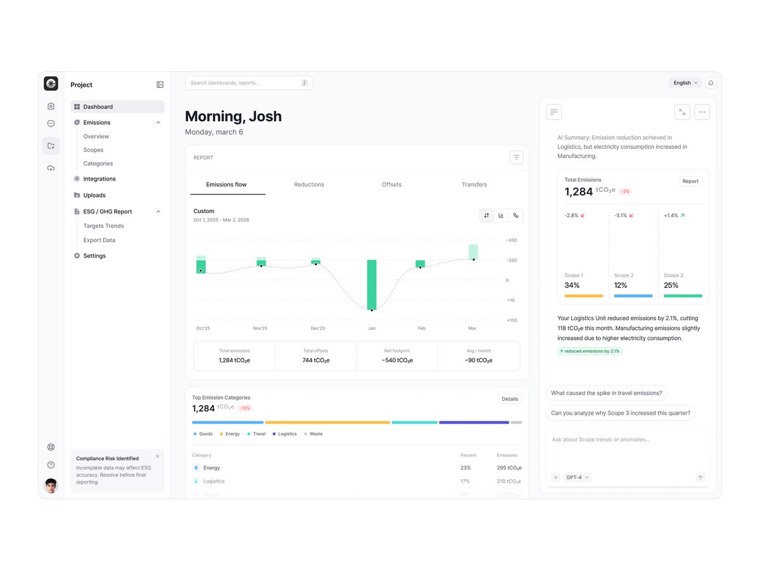 Project
Dashboard
Emissions
Overview
Scopes
Categories
Integrations
Uploads
ESG / GHG Report
Targets Trends
Export Data
Settings
Compliance Risk Identified
Incomplete data may affect ESG
accuracy. Resolve before final
reporting.
Search dashboards, reports...
/
English
Morning, Josh
Monday, march 6
REPORT
Emissions flow
Reductions
Offsets
Transfers
Custom
Oct 1, 2025 - Mar 2, 2026
−250
0
Oct'25
Nov'25
Dec'25
Jan
Feb
Mar
Total emissions
1,284 tCO₂e
Total offsets
744 tCO₂e
Net footprint
−540 tCO₂e
Avg / month
−90 tCO₂e
Top Emission Categories
1,284 tCO₂e
Details
Goods
Energy
Travel
Logistics
Waste
Category
Percent
Emissions
Energy
23%
295 tCO₂e
Logistics
17%
218 tCO₂e
AI Summary: Emission reduction achieved in
Logistics, but electricity consumption increased in
Manufacturing.
Total Emissions
1,284 tCO₂e
-2%
Report
-2.8%
-5.1%
+1.4%
Scope 1
34%
Scope 2
12%
Scope 3
25%
Your Logistics Unit reduced emissions by 2.1%, cutting
118 tCO₂e this month. Manufacturing emissions slightly
increased due to higher electricity consumption.
reduced emissions by 2.1%
What caused the spike in travel emissions?
Can you analyze why Scope 3 increased this quarter?
Ask about Scope trends or anomalies...
GPT-4